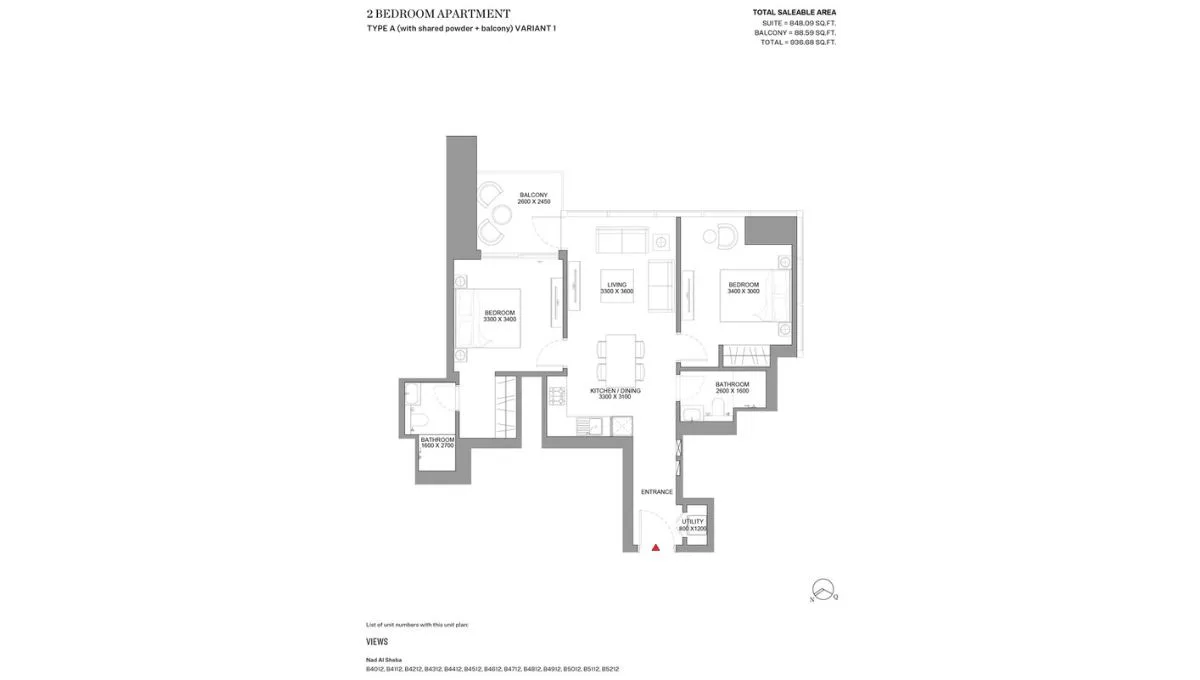 2 BEDROOM APARTMENT
TYPE A (with shared powder + balcony) VARIANT 1
TOTAL SALEABLE AREA
SUITE = 848.09 SQ.FT.
BALCONY = 88.59 SQ.FT.
TOTAL = 936.68 SQ.FT.
BALCONY
2600 X 2450
LIVING
3300 X 3600
BEDROOM
3400 X 3000
BEDROOM
3300 X 3400
BATHROOM
2600 X 1600
KITCHEN / DINING
3300 X 3100
BATHROOM
1600 X 2700
ENTRANCE
UTILITY
800 X1200
N
Q
List of unit numbers with this unit plan:
VIEWS
Nad Al Sheba
B4012, B4112, B4212, B4312, B4412, B4512, B4612, B4712, B4812, B4912, B5012, B5112, B5212